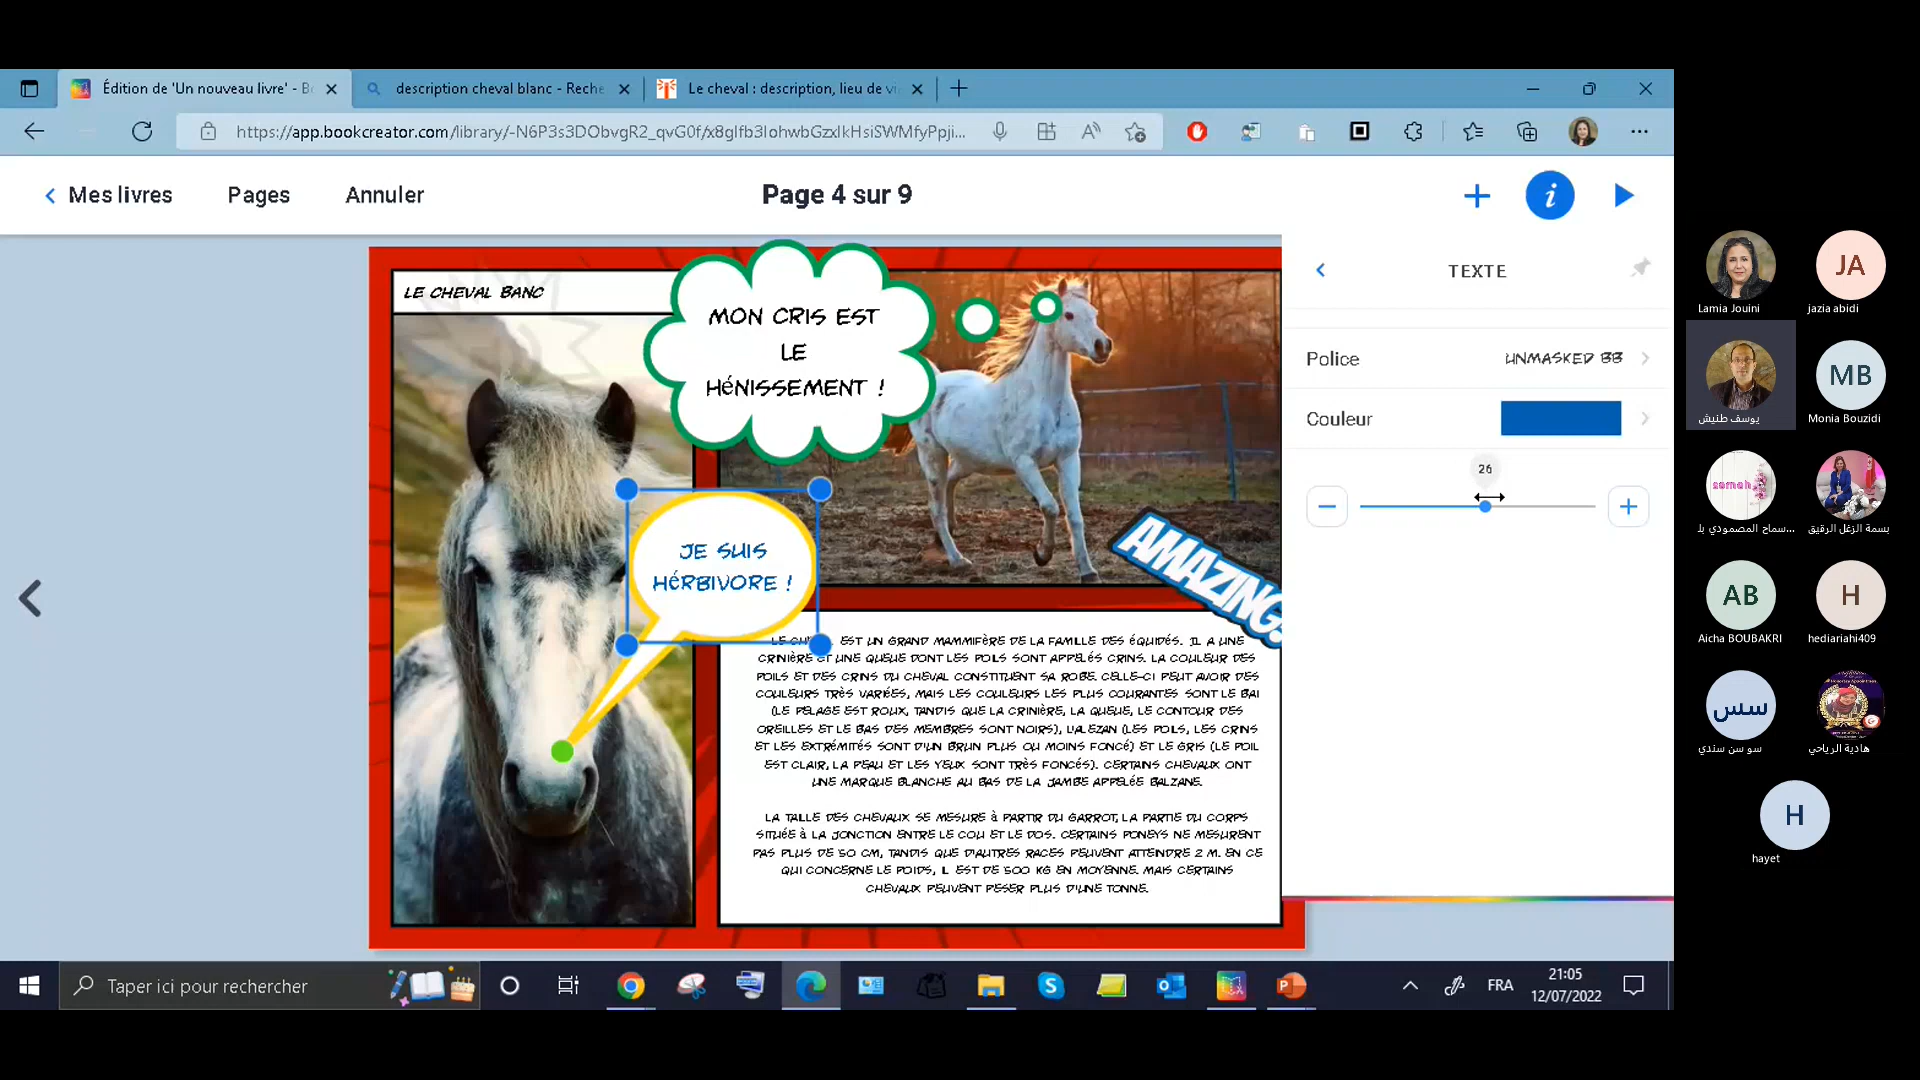 Édition de 'Un nouveau livre' - B
description cheval blanc - Reche
Le cheval : description, lieu de vi
https://app.bookcreator.com/library/-N6P3s3DObvgR2_qvG0f/x8glfb3IohwbGzxlkHsiSWMfyPpji...
Mes livres
Pages
Annuler
Page 4 sur 9
LE CHEVAL BANC
MON CRIS EST
LE
HÉNISSEMENT !
JE SUIS
HÉRBIVORE !
AMAZING!
EST UN GRAND MAMMIFÈRE DE LA FAMILLE DES ÉQUIDÉS. IL A UNE
CRINIÈRE ET UNE QUEUE DONT LES POILS SONT APPELÉS CRINS. LA COULEUR DES
POILS ET DES CRINS DU CHEVAL CONSTITUENT SA ROBE. CELLE-CI PEUT AVOIR DES
COULEURS TRÈS VARIÉES, MAIS LES COULEURS LES PLUS COURANTES SONT LE BAI
(LE PELAGE EST ROUX, TANDIS QUE LA CRINIÈRE, LA QUEUE, LE CONTOUR DES
OREILLES ET LE BAS DES MEMBRES SONT NOIRS), L'ALEZAN (LES POILS, LES CRINS
ET LES EXTRÉMITÉS SONT D'UN BRUN PLUS OU MOINS FONCÉ) ET LE GRIS (LE POIL
EST CLAIR, LA PEAU ET LES YEUX SONT TRÈS FONCÉS). CERTAINS CHEVAUX ONT
UNE MARQUE BLANCHE AU BAS DE LA JAMBE APPELÉE BALZANE.
LA TAILLE DES CHEVAUX SE MESURE À PARTIR DU GARROT, LA PARTIE DU CORPS
SITUÉE À LA JONCTION ENTRE LE COU ET LE DOS. CERTAINS PONEYS NE MESURENT
PAS PLUS DE 50 CM, TANDIS QUE D'AUTRES RACES PEUVENT ATTEINDRE 2 M. EN CE
QUI CONCERNE LE POIDS, IL EST DE 500 KG EN MOYENNE. MAIS CERTAINS
CHEVAUX PEUVENT PESER PLUS D'UNE TONNE.
TEXTE
Police UNMASKED BB
Couleur
26
Lamia Jouini
JA
jazia abidi
يوسف طنيش
MB
Monia Bouzidi
samah
سماح المصمودي بل...
بسمة الزغل الرقيق
AB
Aicha BOUBAKRI
H
hediariahi409
سس
سو سن سندي
هادية الرياحي
H
hayet
Taper ici pour rechercher
FRA
21:05
12/07/2022